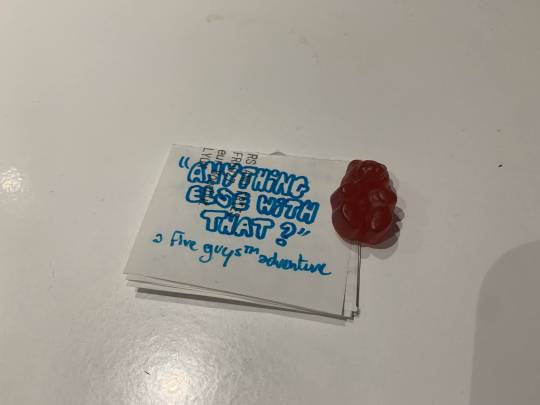 "ANYTHING
ELSE WITH
THAT?"
a Five guys™ adventure